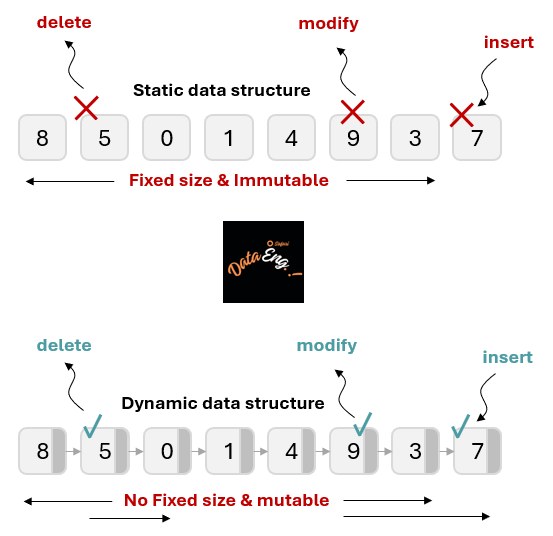 delete
modify
insert
Static data structure
8 5 0 1 4 9 3 7
Fixed size & Immutable
Safari
Data Eng.
delete
modify
insert
Dynamic data structure
8 5 0 1 4 9 3 7
No Fixed size & mutable